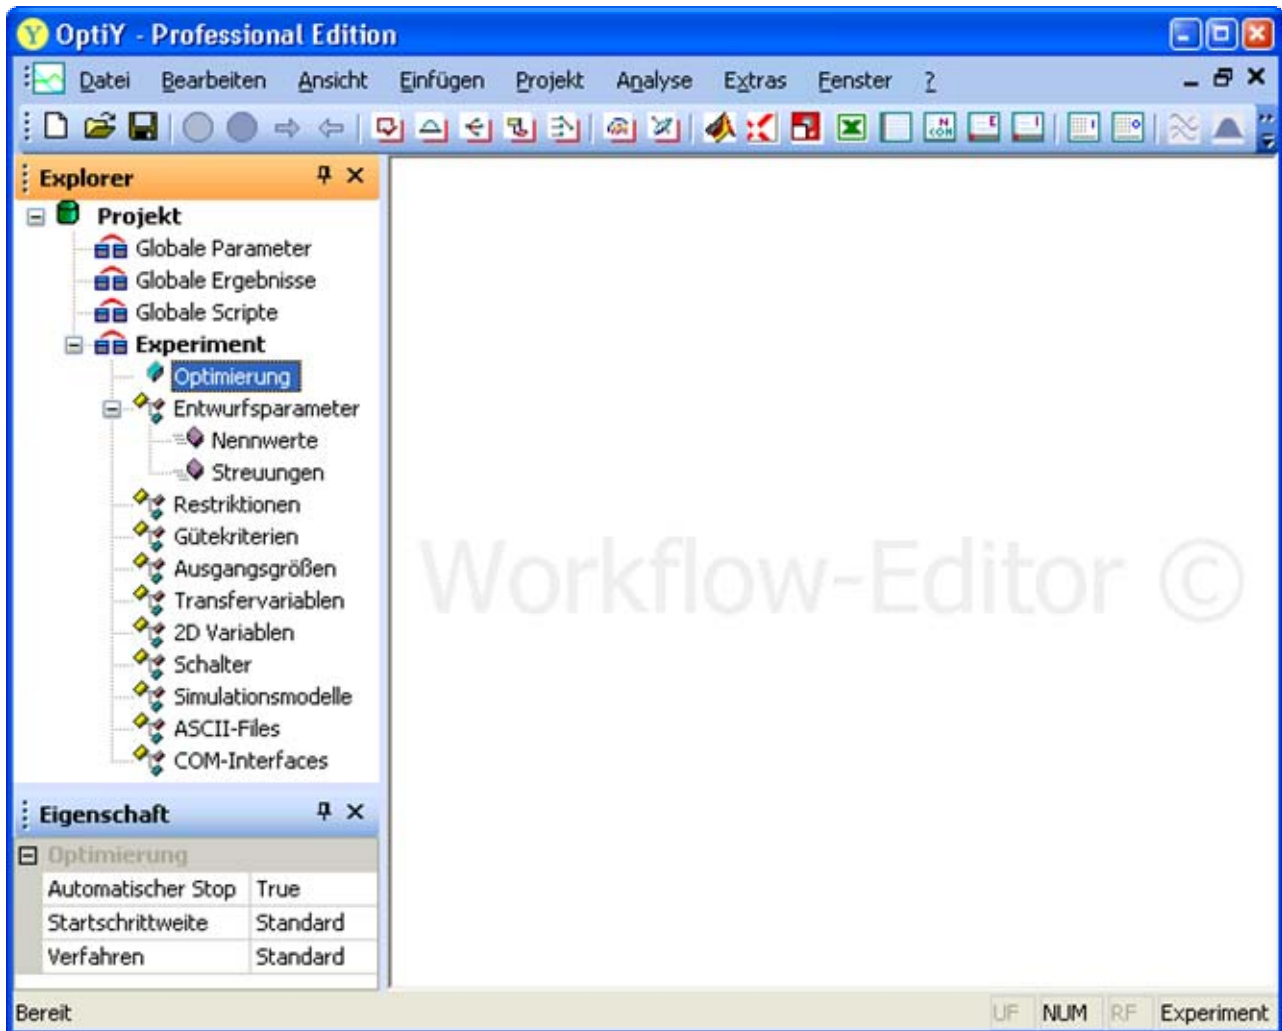 OptiY - Professional Edition
Datei Bearbeiten Ansicht Einfügen Projekt Analyse Extras Fenster ?
Explorer
Projekt
Globale Parameter
Globale Ergebnisse
Globale Scripte
Experiment
Optimierung
Entwurfsparameter
Nennwerte
Streuungen
Restriktionen
Gütekriterien
Ausgangsgrößen
Transfervariablen
2D Variablen
Schalter
Simulationsmodelle
ASCII-Files
COM-Interfaces
Workflow-Editor ©
Eigenschaft
Optimierung
Automatischer Stop True
Startschrittweite Standard
Verfahren Standard
Bereit UF NUM RF Experiment